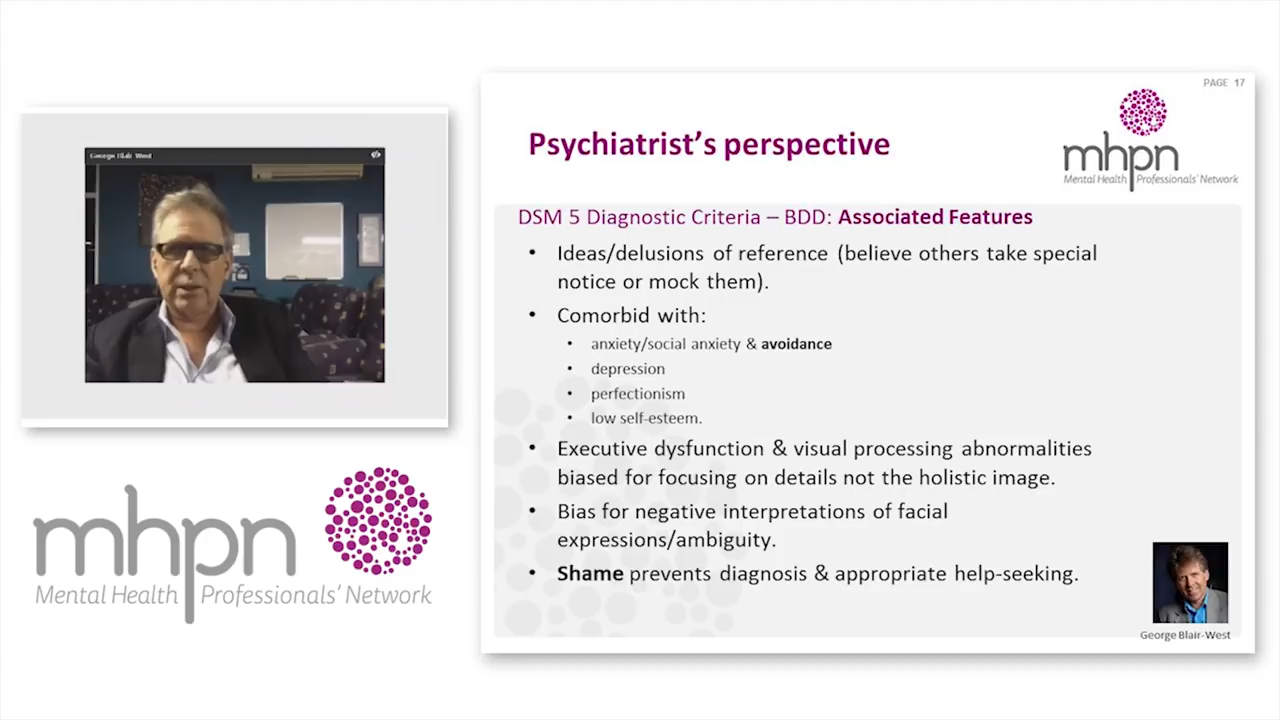 George Blair West
mhpn
Mental Health Professionals' Network
PAGE 17
Psychiatrist's perspective
mhpn
Mental Health Professionals' Network
DSM 5 Diagnostic Criteria – BDD: Associated Features
• Ideas/delusions of reference (believe others take special
notice or mock them).
• Comorbid with:
• anxiety/social anxiety & avoidance
• depression
• perfectionism
• low self-esteem.
• Executive dysfunction & visual processing abnormalities
biased for focusing on details not the holistic image.
• Bias for negative interpretations of facial
expressions/ambiguity.
• Shame prevents diagnosis & appropriate help-seeking.
George Blair-West